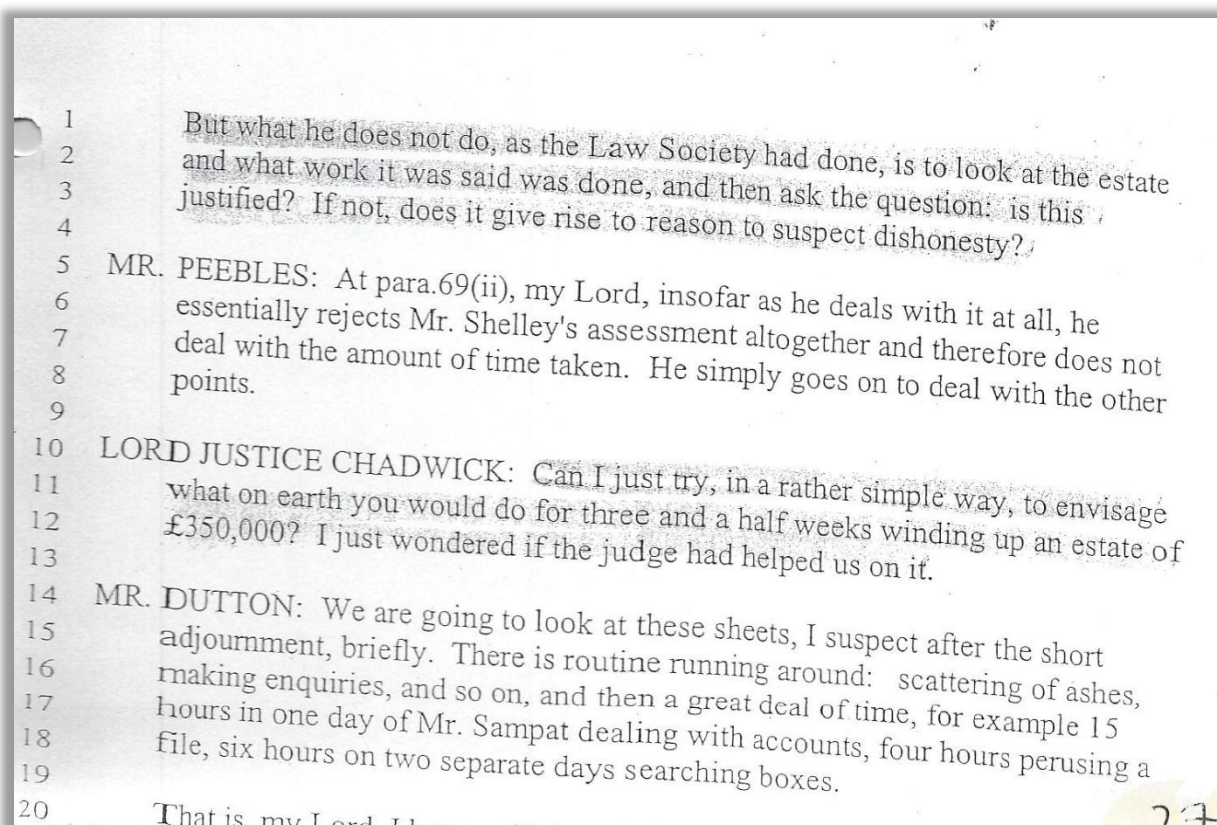 1 But what he does not do, as the Law Society had done, is to look at the estate
2 and what work it was said was done, and then ask the question: is this
3 justified? If not, does it give rise to reason to suspect dishonesty?
4
5 MR. PEEBLES: At para.69(ii), my Lord, insofar as he deals with it at all, he
6 essentially rejects Mr. Shelley's assessment altogether and therefore does not
7 deal with the amount of time taken. He simply goes on to deal with the other
8 points.
9
10 LORD JUSTICE CHADWICK: Can I just try, in a rather simple way, to envisage
11 what on earth you would do for three and a half weeks winding up an estate of
12 £350,000? I just wondered if the judge had helped us on it.
13
14 MR. DUTTON: We are going to look at these sheets, I suspect after the short
15 adjournment, briefly. There is routine running around: scattering of ashes,
16 making enquiries, and so on, and then a great deal of time, for example 15
17 hours in one day of Mr. Sampat dealing with accounts, four hours perusing a
18 file, six hours on two separate days searching boxes.
19
20 That is, my Lord, I
27